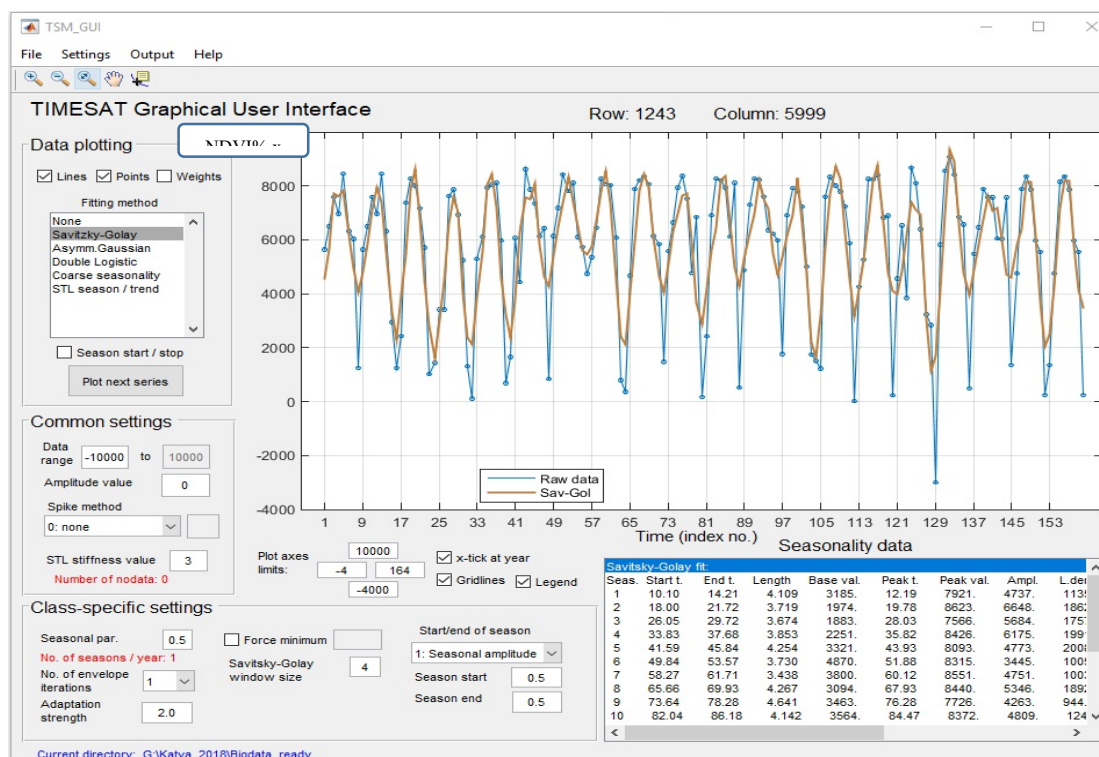 TSM_GUI
File Settings Output Help
TIMESAT Graphical User Interface
Row: 1243 Column: 5999
Data plotting
Lines Points Weights
Fitting method
None
Savitzky-Golay
Asymm.Gaussian
Double Logistic
Coarse seasonality
STL season / trend
Season start / stop
Plot next series
Common settings
Data range -10000 to 10000
Amplitude value 0
Spike method
0: none
STL stiffness value 3
Number of nodata: 0
8000
6000
4000
2000
0
-2000
-4000
Raw data
Sav-Gol
1 9 17 25 33 41 49 57 65 73 81 89 97 105 113 121 129 137 145 153
Time (index no.)
Plot axes limits:
10000
-4 164
-4000
x-tick at year
Gridlines Legend
Seasonality data
Savitsky-Golay fit:
Seas. Start t. End t. Length Base val. Peak t. Peak val. Ampl.
1 10.10 14.21 4.109 3185. 12.19 7921. 4737.
2 18.00 21.72 3.719 1974. 19.78 8623. 6648.
3 26.05 29.72 3.674 1883. 28.03 7566. 5684.
4 33.83 37.68 3.853 2251. 35.82 8426. 6175.
5 41.59 45.84 4.254 3321. 43.93 8093. 4773.
6 49.84 53.57 3.730 4870. 51.88 8315. 3445.
7 58.27 61.71 3.438 3800. 60.12 8551. 4751.
8 65.66 69.93 4.267 3094. 67.93 8440. 5346.
9 73.64 78.28 4.641 3463. 76.28 7726. 4263. 944.
10 82.04 86.18 4.142 3564. 84.47 8372. 4809.
Class-specific settings
Seasonal par. 0.5
No. of seasons / year: 1
No. of envelope iterations 1
Adaptation strength 2.0
Force minimum
Savitsky-Golay window size 4
Start/end of season
1: Seasonal amplitude
Season start 0.5
Season end 0.5
Current directory: G:\Katya_2018\Biodata_ready